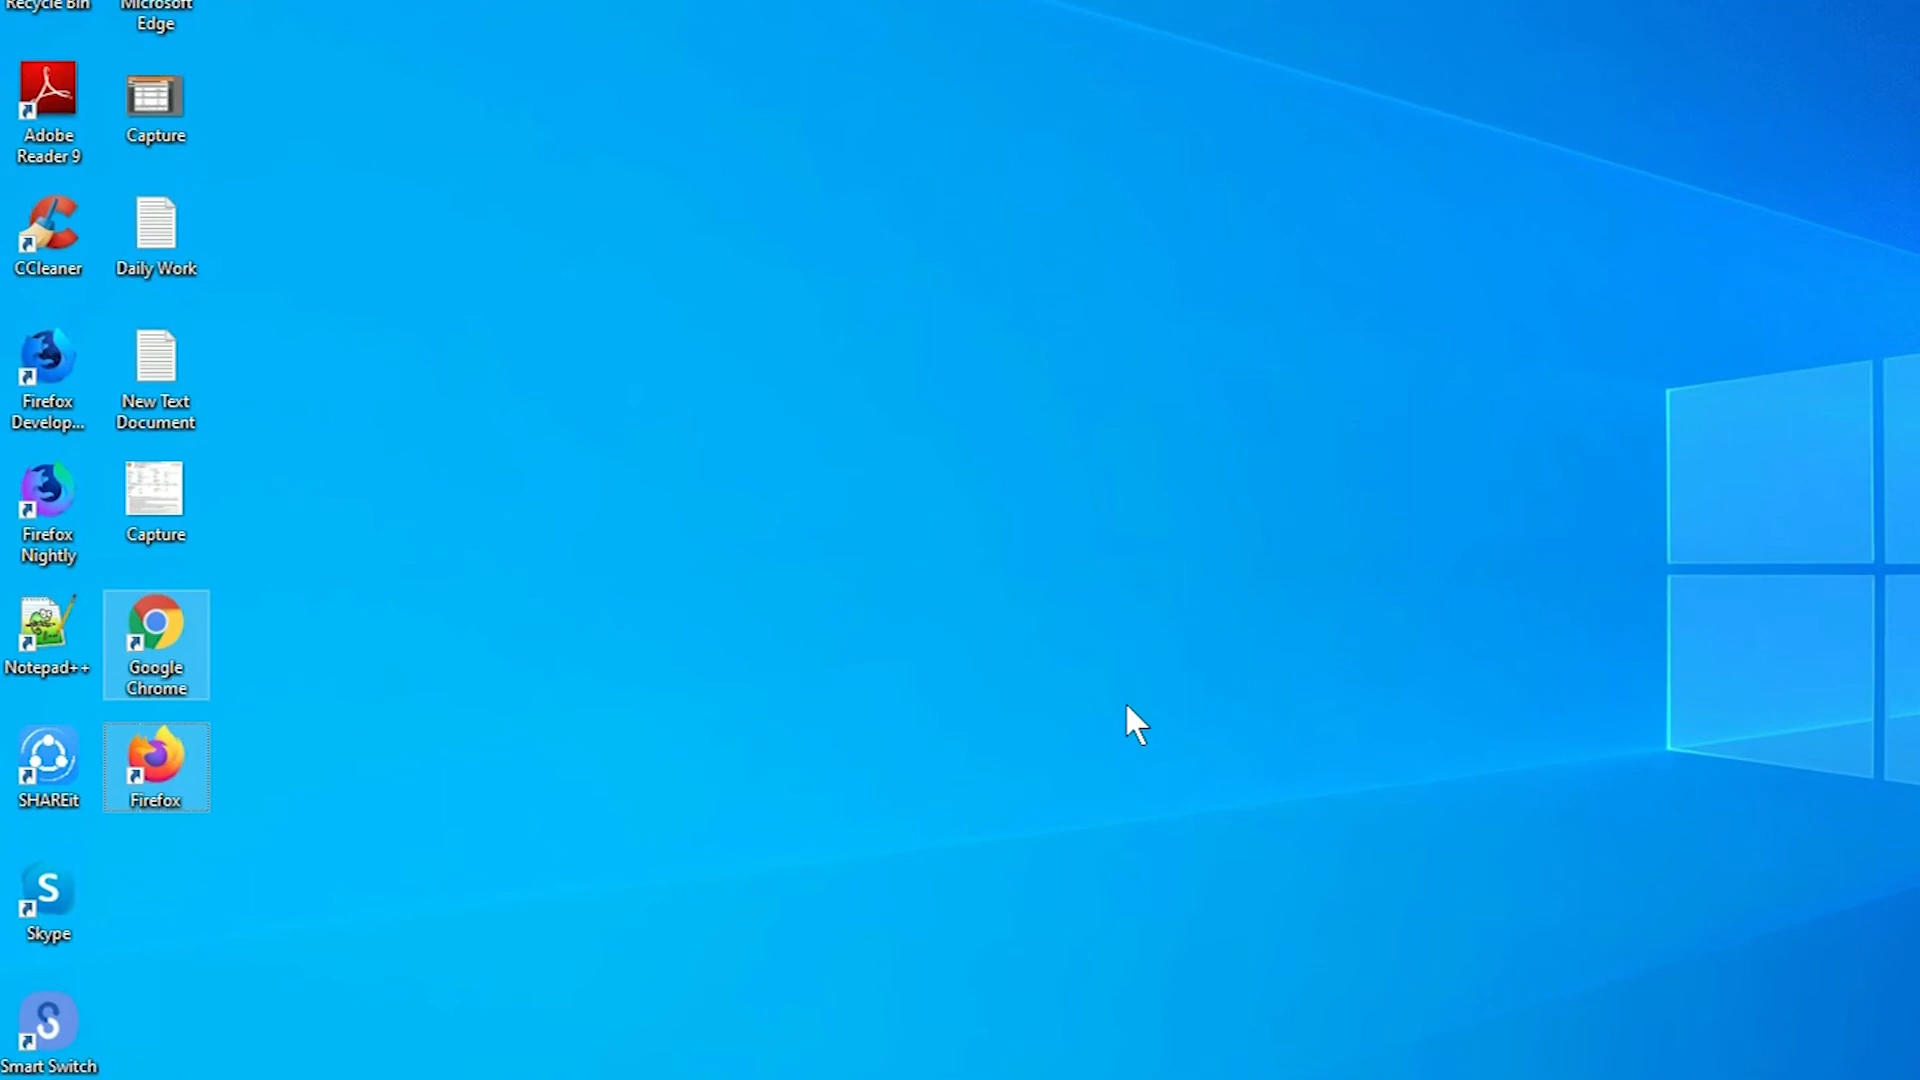 Recycle Bin
Microsoft
Edge
Adobe
Reader 9
Capture
CCleaner
Daily Work
Firefox
Develop...
New Text
Document
Firefox
Nightly
Capture
Notepad++
Google
Chrome
SHAREit
Firefox
Skype
Smart Switch